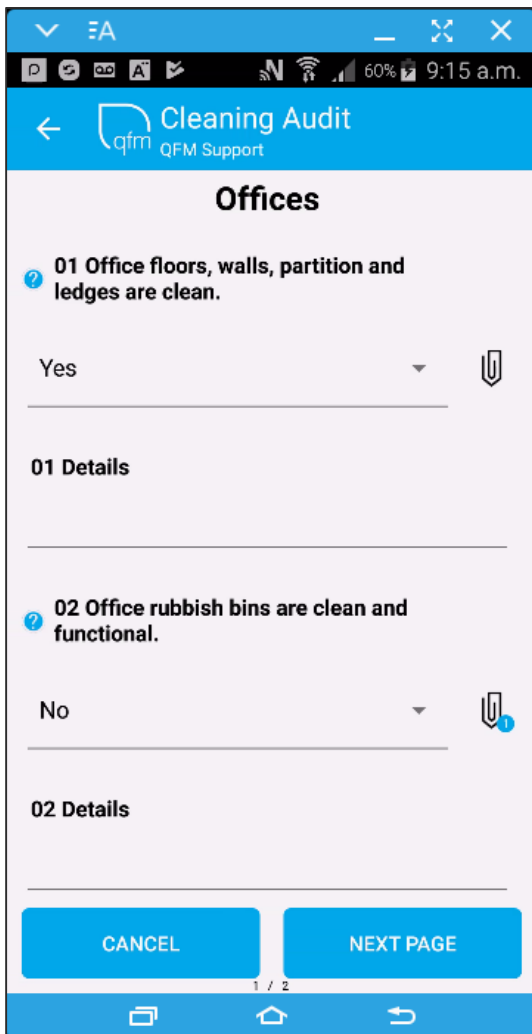 60% 9:15 a.m.
qfm
Cleaning Audit
QFM Support
Offices
01 Office floors, walls, partition and
ledges are clean.
Yes
01 Details
02 Office rubbish bins are clean and
functional.
No
1
02 Details
CANCEL
NEXT PAGE
1 / 2